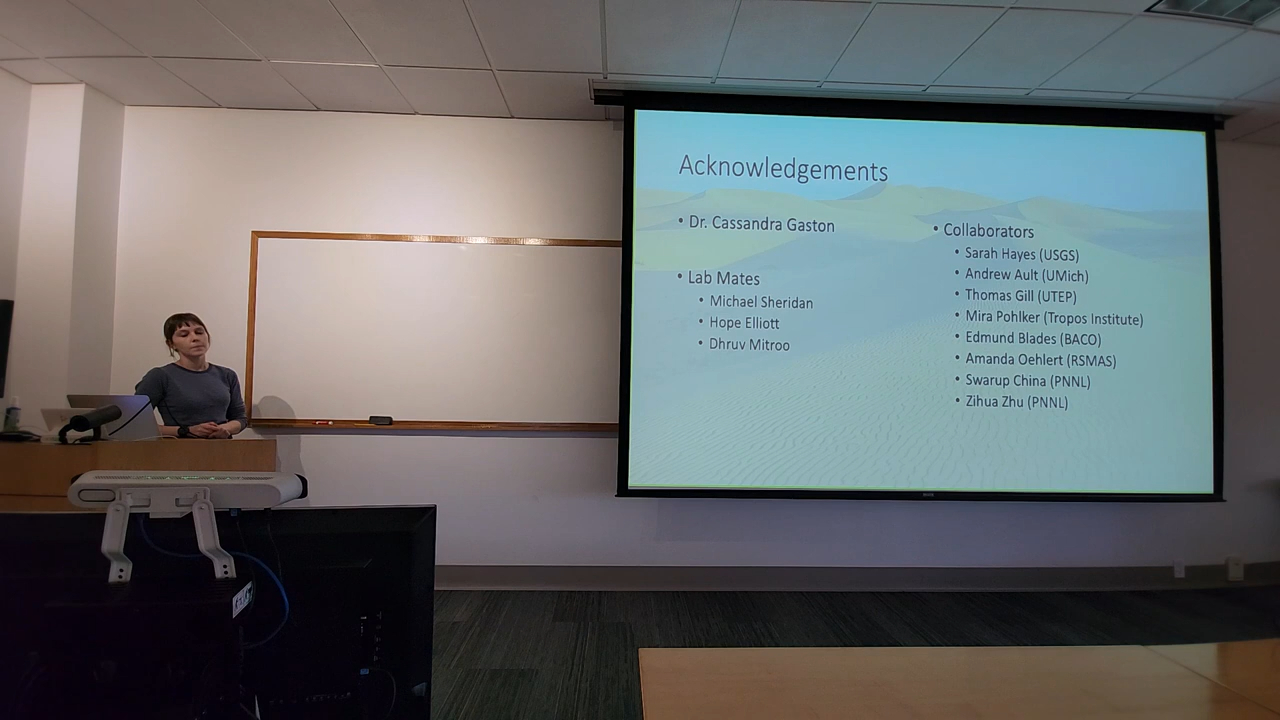 Acknowledgements
• Dr. Cassandra Gaston
• Lab Mates
• Michael Sheridan
• Hope Elliott
• Dhruv Mitroo
• Collaborators
• Sarah Hayes (USGS)
• Andrew Ault (UMich)
• Thomas Gill (UTEP)
• Mira Pohlker (Tropos Institute)
• Edmund Blades (BACO)
• Amanda Oehlert (RSMAS)
• Swarup China (PNNL)
• Zihua Zhu (PNNL)